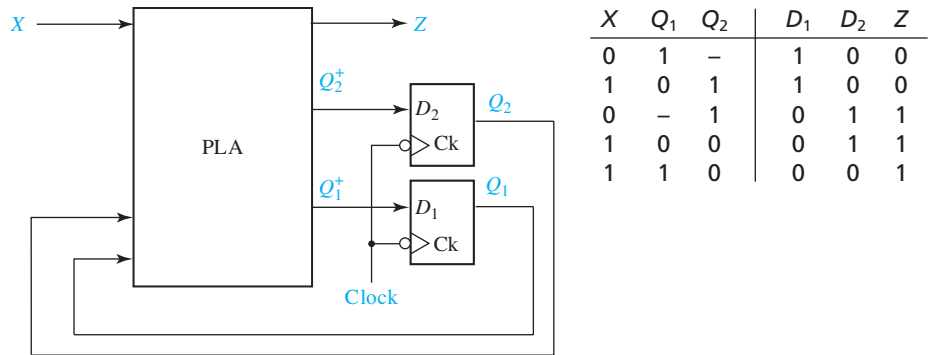 X
Z
PLA
Q₂⁺
D₂
Ck
Q₂
Q₁⁺
D₁
Ck
Q₁
Clock
X Q₁ Q₂ D₁ D₂ Z
0 1 – 1 0 0
1 0 1 1 0 0
0 – 1 0 1 1
1 0 0 0 1 1
1 1 0 0 0 1